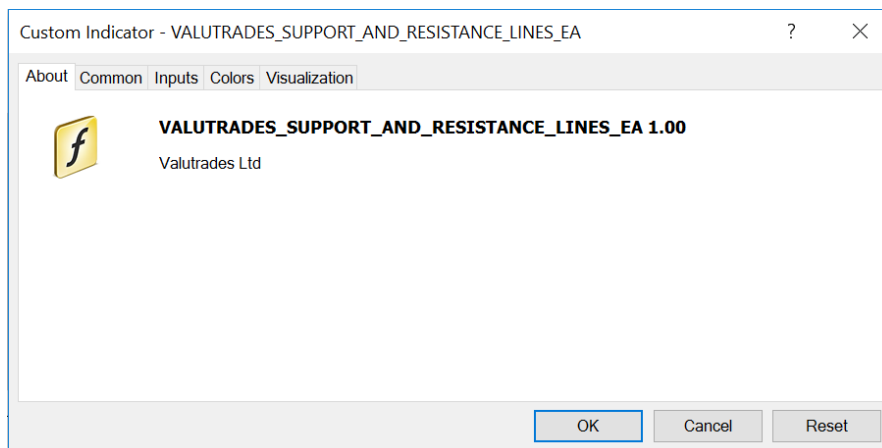 Custom Indicator - VALUTRADES_SUPPORT_AND_RESISTANCE_LINES_EA ?
About Common Inputs Colors Visualization
f
VALUTRADES_SUPPORT_AND_RESISTANCE_LINES_EA 1.00
Valutrades Ltd
OK Cancel Reset